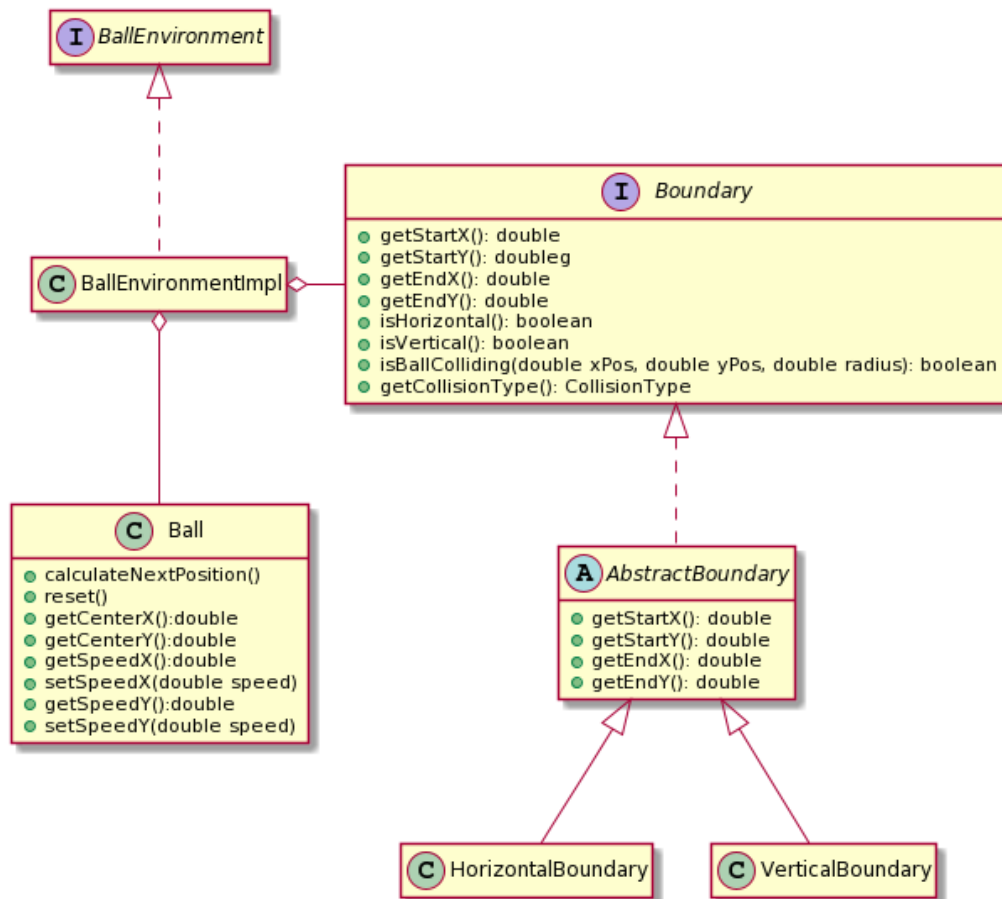 I BallEnvironment
I Boundary
getStartX(): double
getStartY(): doubleg
getEndX(): double
getEndY(): double
isHorizontal(): boolean
isVertical(): boolean
isBallColliding(double xPos, double yPos, double radius): boolean
getCollisionType(): CollisionType
C BallEnvironmentImpl
C Ball
calculateNextPosition()
reset()
getCenterX():double
getCenterY():double
getSpeedX():double
setSpeedX(double speed)
getSpeedY():double
setSpeedY(double speed)
A AbstractBoundary
getStartX(): double
getStartY(): double
getEndX(): double
getEndY(): double
C HorizontalBoundary
C VerticalBoundary